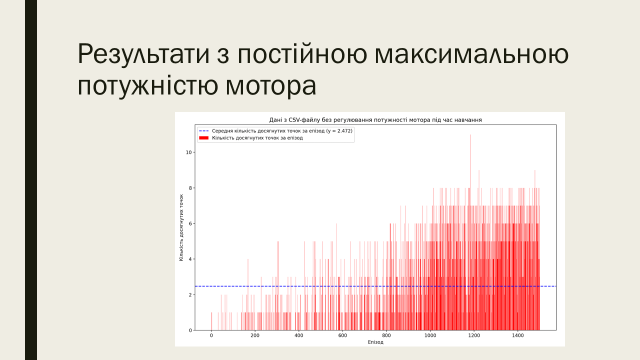 Результати з постійною максимальною
потужністю мотора
Дані з CSV-файлу без регулювання потужності мотора під час навчання
Середня кількість досягнутих точок за епізод (y = 2.472)
Кількість досягнутих точок за епізод
Кількість досягнутих точок
10
8
6
4
2
0
0 200 400 600 800 1000 1200 1400
Епізод